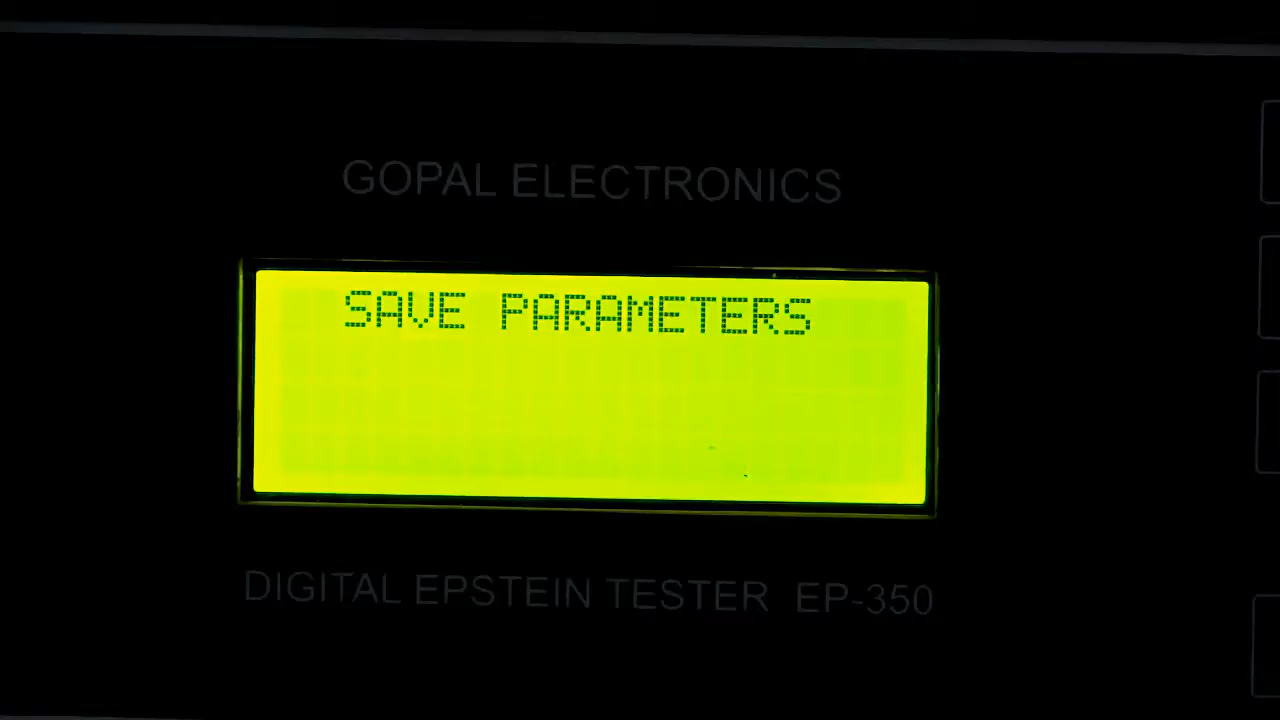 GOPAL ELECTRONICS
SAVE PARAMETERS
DIGITAL EPSTEIN TESTER EP-350